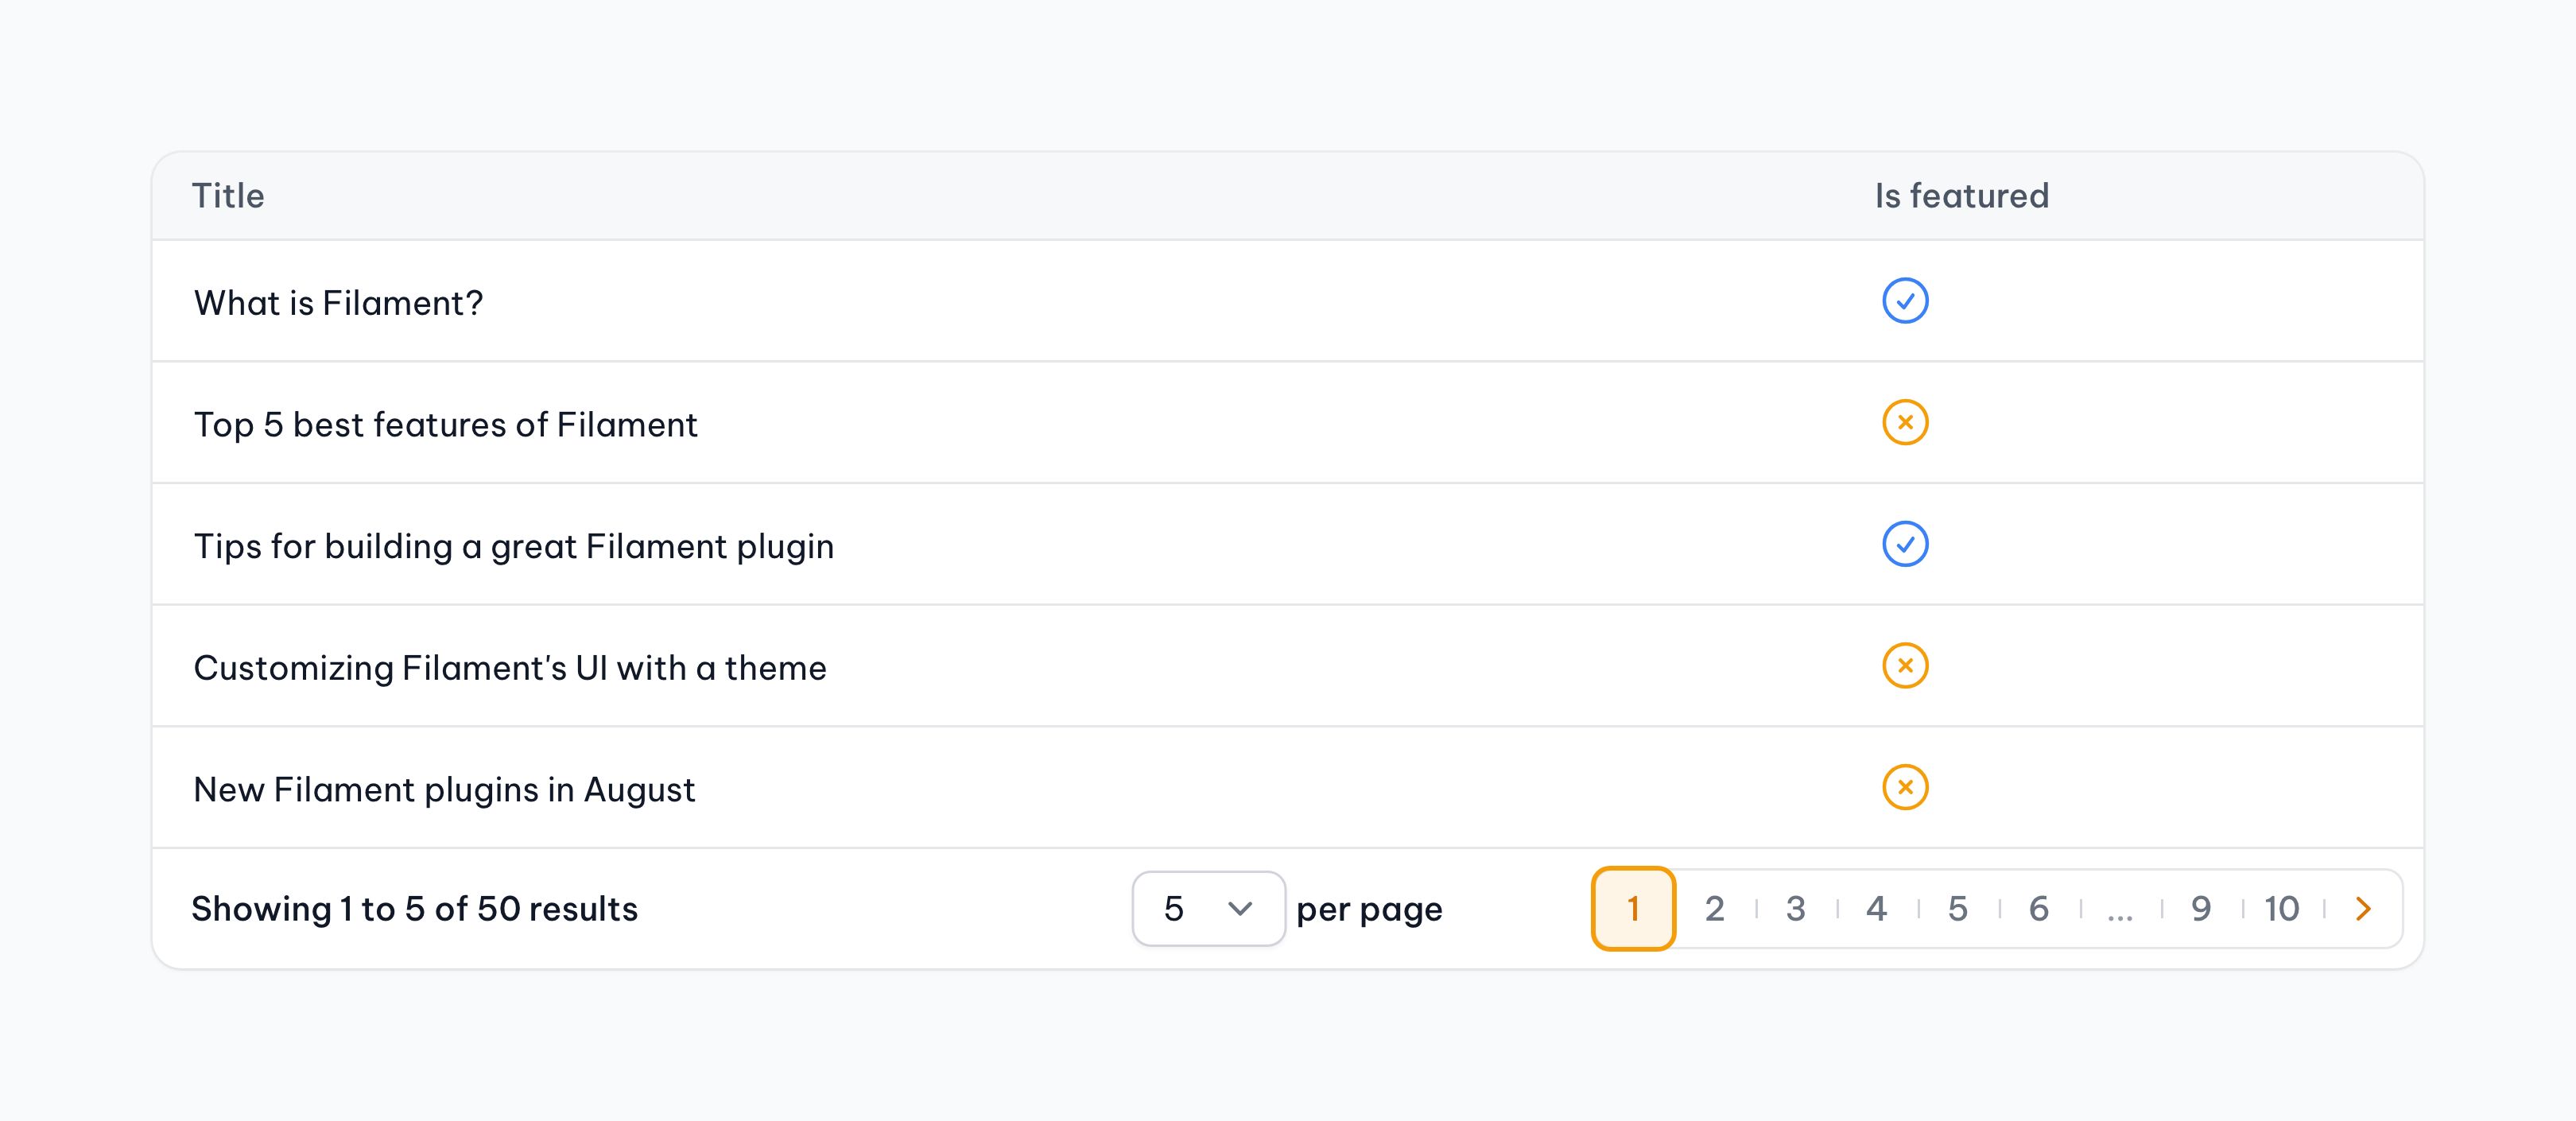 Title Is featured
What is Filament?
Top 5 best features of Filament
Tips for building a great Filament plugin
Customizing Filament's UI with a theme
New Filament plugins in August
Showing 1 to 5 of 50 results 5 per page 1 2 3 4 5 6 ... 9 10